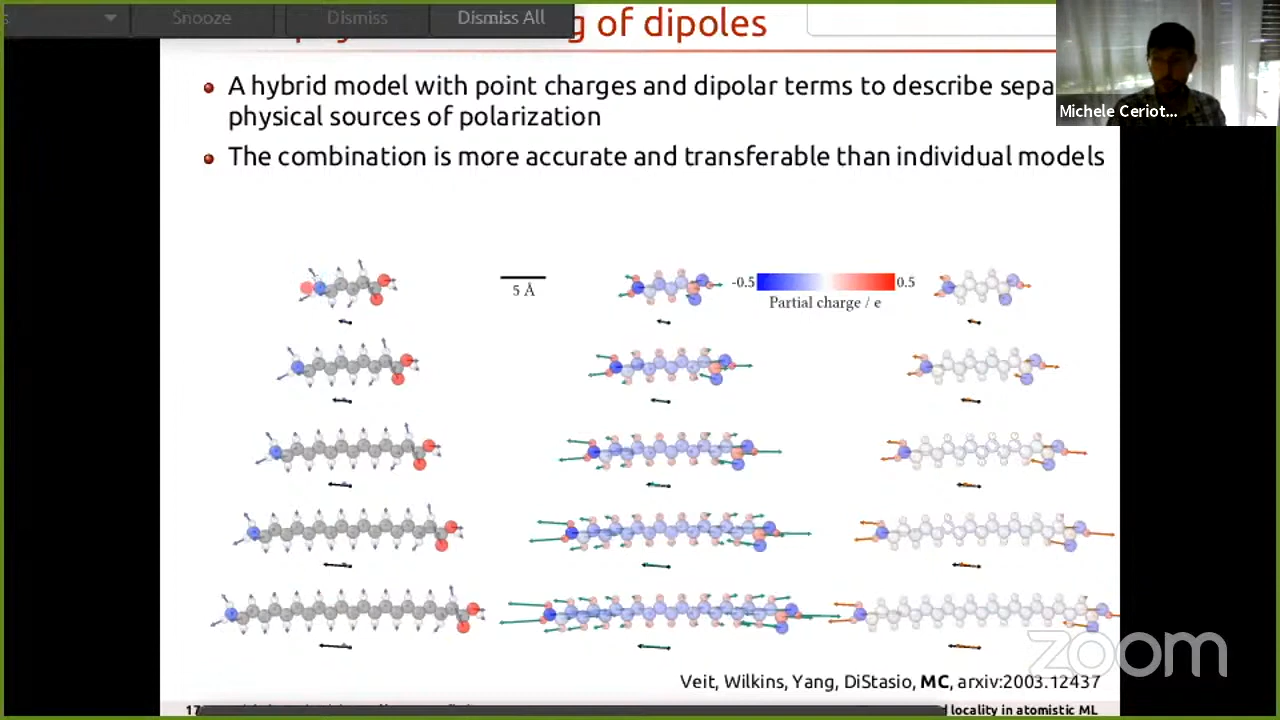 Snooze
Dismiss
Dismiss All
of dipoles
A hybrid model with point charges and dipolar terms to describe
physical sources of polarization
Michele Ceriot...
The combination is more accurate and transferable than individual models
5 Å
-0.5
0.5
Partial charge / e
zoom
Veit, Wilkins, Yang, DiStasio, MC, arxiv:2003.12437
17
locality in atomistic ML